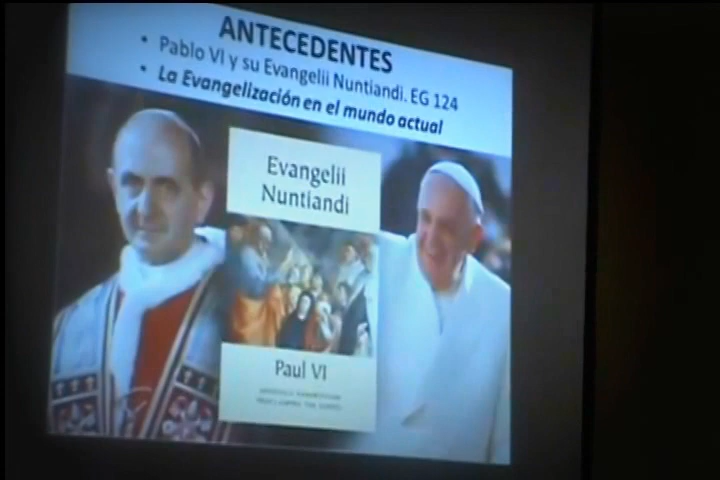 ANTECEDENTES
• Pablo VI y su Evangelii Nuntiandi. EG 124
• La Evangelización en el mundo actual
Evangelii
Nuntiandi
Paul VI